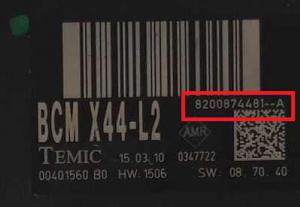 8200874481--A
BCM X44-L2
AMR
TEMIC 15.03.10 0347722
00401560 B0 HW: 1506 SW: 08.70.40